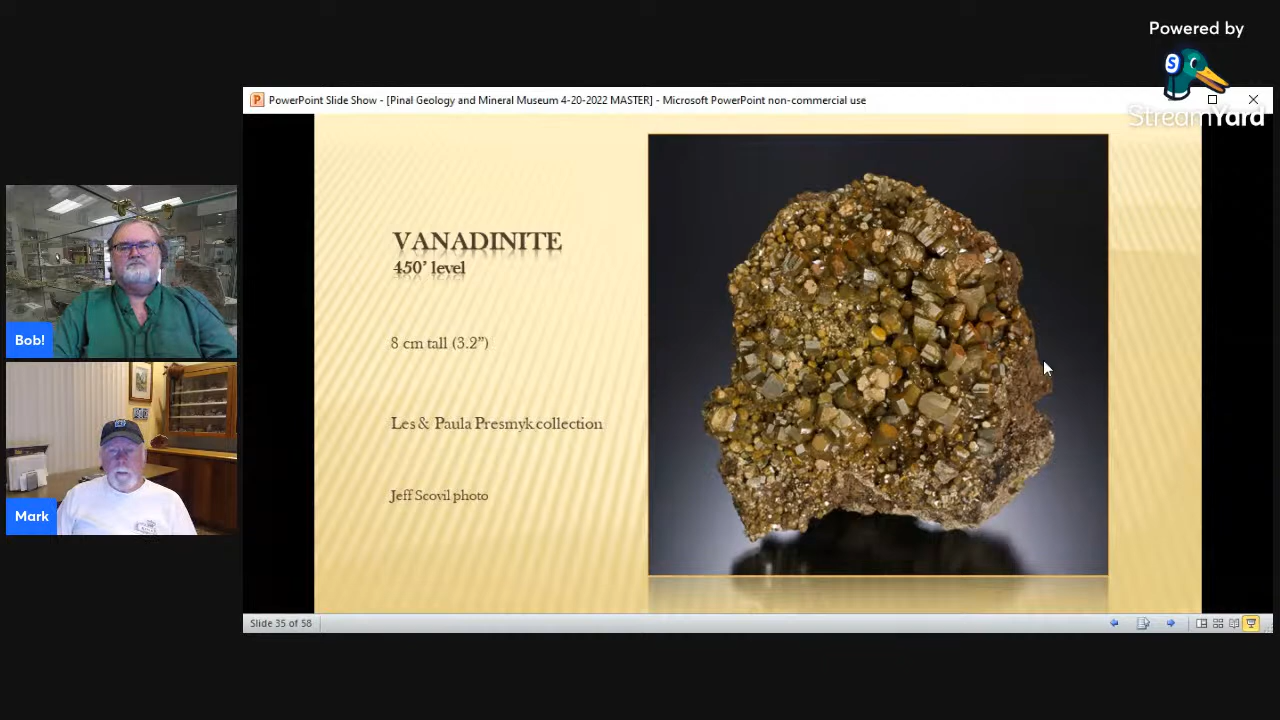 Powered by
StreamYard
PowerPoint Slide Show - [Pinal Geology and Mineral Museum 4-20-2022 MASTER] - Microsoft PowerPoint non-commercial use
VANADINITE
450' level
8 cm tall (3.2")
Les & Paula Presmyk collection
Jeff Scovil photo
Bob!
Mark
Slide 35 of 58